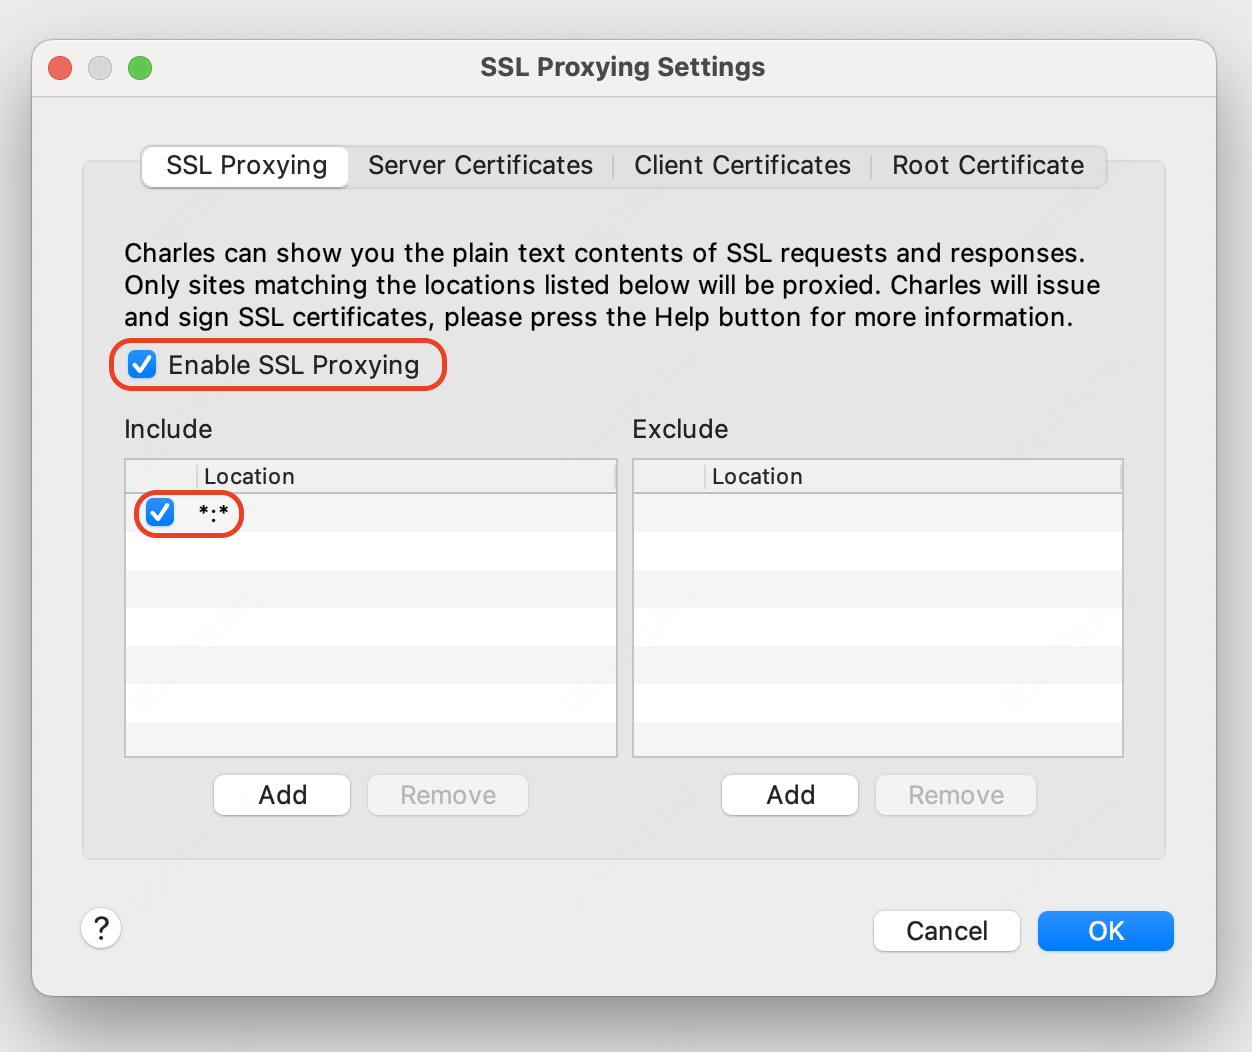 SSL Proxying Settings
SSL Proxying
Server Certificates
Client Certificates
Root Certificate
Charles can show you the plain text contents of SSL requests and responses.
Only sites matching the locations listed below will be proxied. Charles will issue
and sign SSL certificates, please press the Help button for more information.
Enable SSL Proxying
Include
Exclude
Location
Location
*:*
Add
Remove
Add
Remove
?
Cancel
OK